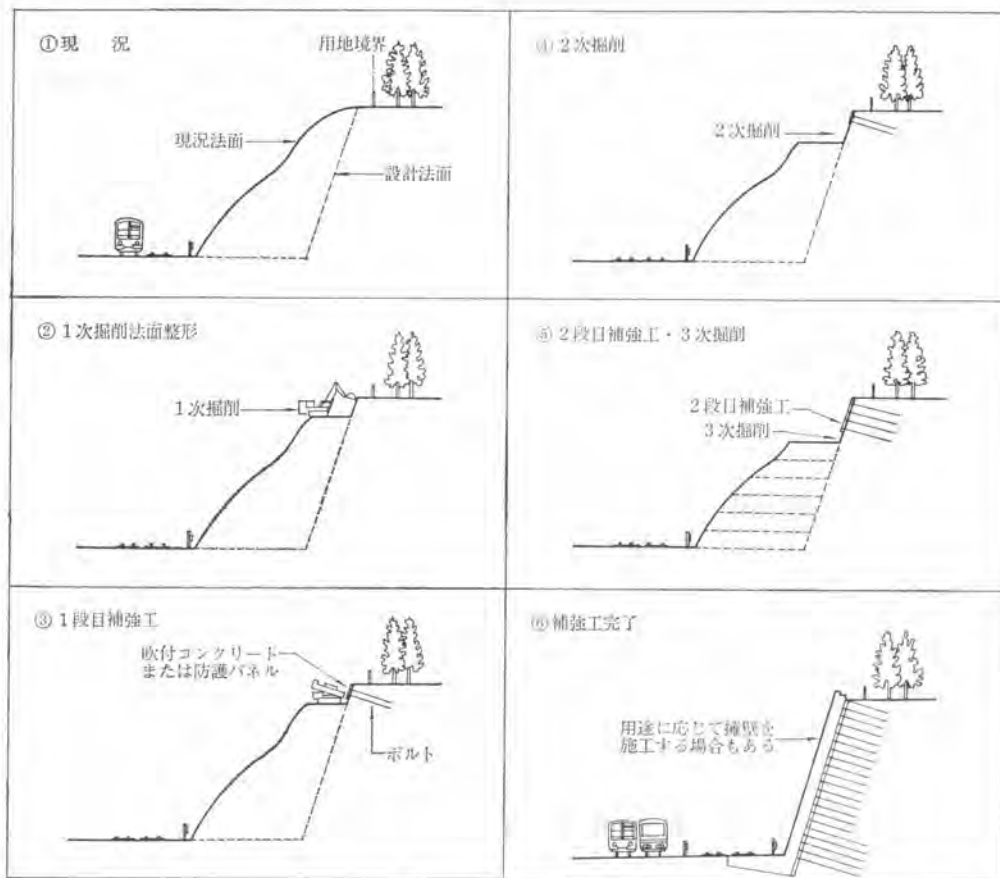 ①現　況
用地境界
現況法面
設計法面
②1次掘削法面整形
1次掘削
③1段目補強工
吹付コンクリート
または防護パネル
ボルト
④2次掘削
2次掘削
⑤2段目補強工・3次掘削
2段目補強工
3次掘削
⑥補強工完了
用途に応じて擁壁を
施工する場合もある